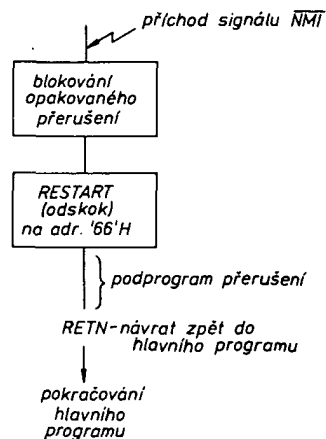 příchod signálu NMI
blokování
opakovaného
přerušení
RESTART
(odskok)
na adr. '66'H
podprogram přerušení
RETN-návrat zpět do
hlavního programu
pokračování
hlavního
programu